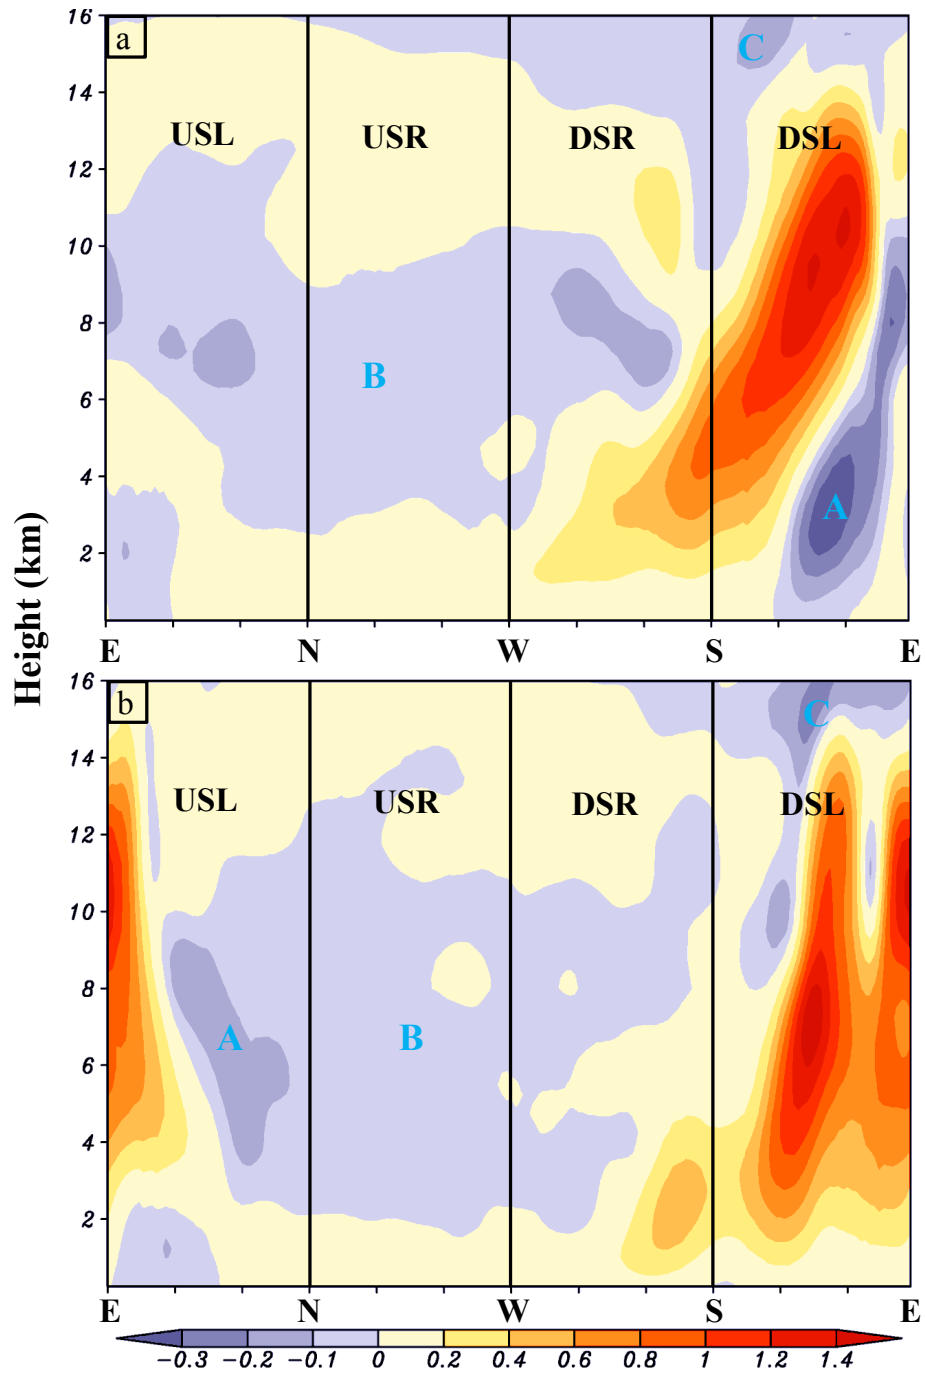 16
a
C
14
USL USR DSR DSL
12
10
8
B
6
4
A
2
E N W S E
Height (km)
16
b
C
14
USL USR DSR DSL
12
10
8
A B
6
4
2
E N W S E
-0.3 -0.2 -0.1 0 0.2 0.4 0.6 0.8 1 1.2 1.4